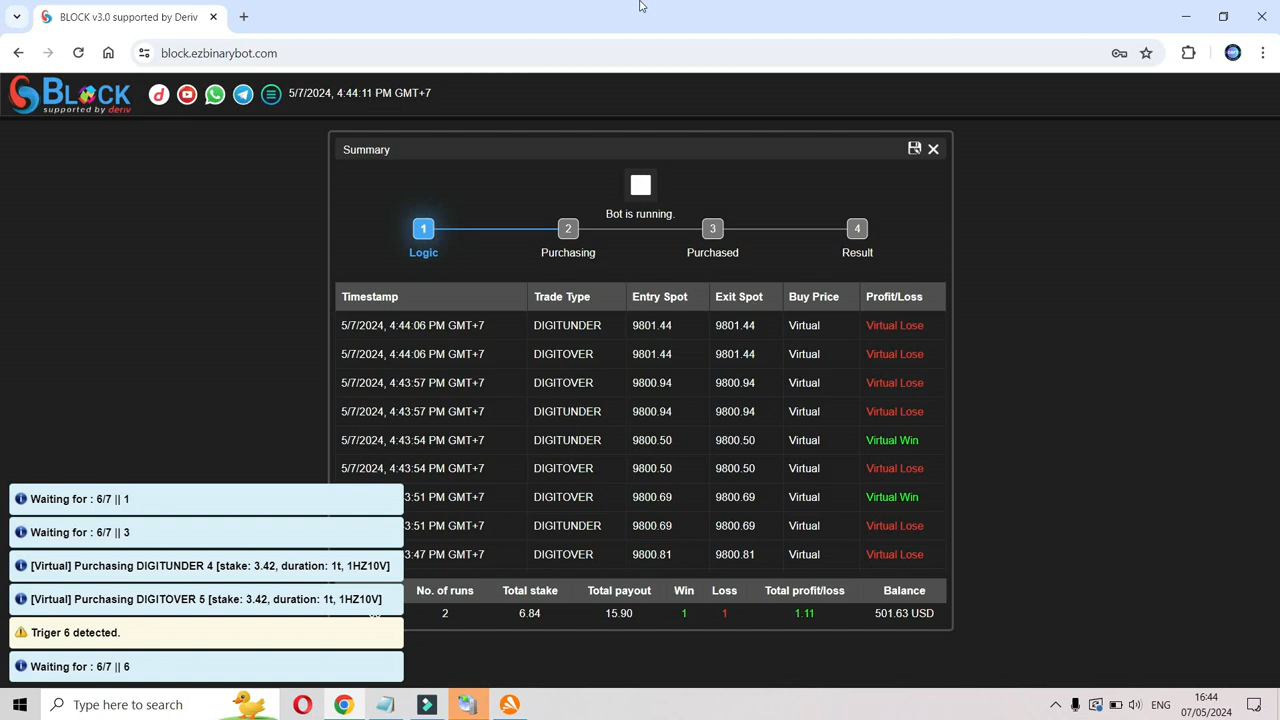 BLOCK v3.0 supported by Deriv
block.ezbinarybot.com
BLOCK
supported by deriv
5/7/2024, 4:44:11 PM GMT+7
Summary
Bot is running.
1 2 3 4
Logic Purchasing Purchased Result
Timestamp Trade Type Entry Spot Exit Spot Buy Price Profit/Loss
5/7/2024, 4:44:06 PM GMT+7 DIGITUNDER 9801.44 9801.44 Virtual Virtual Lose
5/7/2024, 4:44:06 PM GMT+7 DIGITOVER 9801.44 9801.44 Virtual Virtual Lose
5/7/2024, 4:43:57 PM GMT+7 DIGITOVER 9800.94 9800.94 Virtual Virtual Lose
5/7/2024, 4:43:57 PM GMT+7 DIGITUNDER 9800.94 9800.94 Virtual Virtual Lose
5/7/2024, 4:43:54 PM GMT+7 DIGITUNDER 9800.50 9800.50 Virtual Virtual Win
5/7/2024, 4:43:54 PM GMT+7 DIGITOVER 9800.50 9800.50 Virtual Virtual Lose
3:51 PM GMT+7 DIGITOVER 9800.69 9800.69 Virtual Virtual Win
3:51 PM GMT+7 DIGITUNDER 9800.69 9800.69 Virtual Virtual Lose
3:47 PM GMT+7 DIGITOVER 9800.81 9800.81 Virtual Virtual Lose
No. of runs Total stake Total payout Win Loss Total profit/loss Balance
2 6.84 15.90 1 1 1.11 501.63 USD
Waiting for : 6/7 || 1
Waiting for : 6/7 || 3
[Virtual] Purchasing DIGITUNDER 4 [stake: 3.42, duration: 1t, 1HZ10V]
[Virtual] Purchasing DIGITOVER 5 [stake: 3.42, duration: 1t, 1HZ10V]
Triger 6 detected.
Waiting for : 6/7 || 6
Type here to search
ENG
16:44
07/05/2024